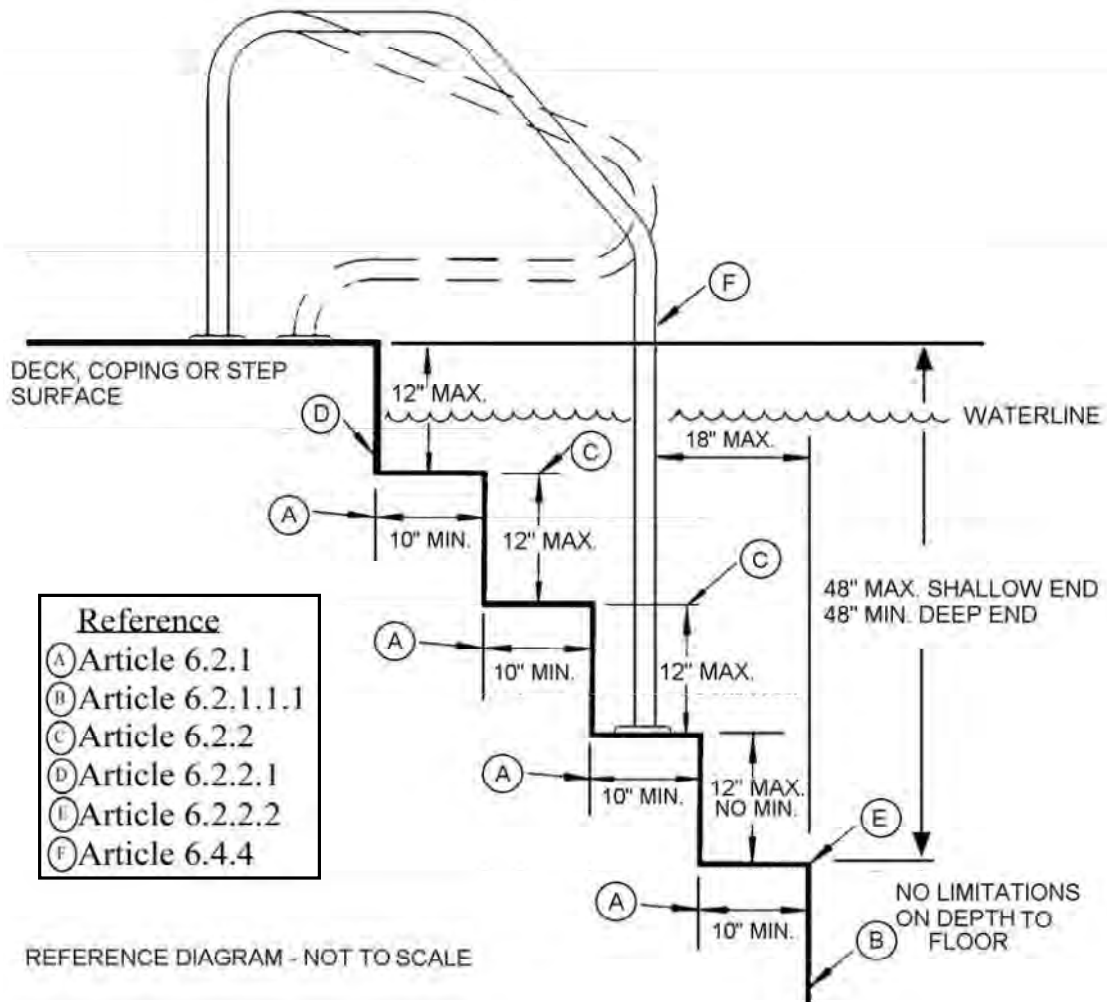 F
DECK, COPING OR STEP
SURFACE
12" MAX.
WATERLINE
D
18" MAX.
C
A
10" MIN.
12" MAX.
C
48" MAX. SHALLOW END
48" MIN. DEEP END
Reference
A Article 6.2.1
B Article 6.2.1.1.1
C Article 6.2.2
D Article 6.2.2.1
E Article 6.2.2.2
F Article 6.4.4
A
10" MIN.
12" MAX.
A
10" MIN.
12" MAX.
NO MIN.
E
A
10" MIN.
NO LIMITATIONS
ON DEPTH TO
FLOOR
B
REFERENCE DIAGRAM - NOT TO SCALE